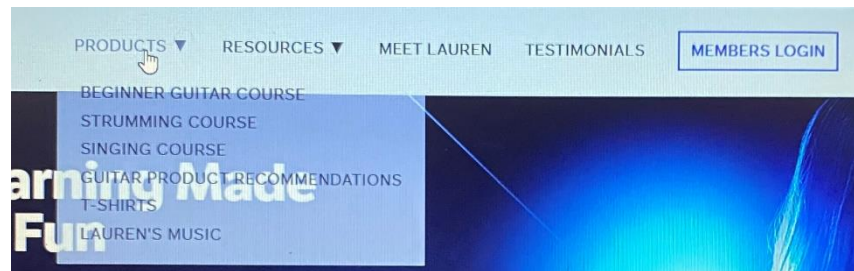 PRODUCTS ▼ RESOURCES ▼ MEET LAUREN TESTIMONIALS MEMBERS LOGIN
BEGINNER GUITAR COURSE
STRUMMING COURSE
SINGING COURSE
GUITAR PRODUCT RECOMMENDATIONS
T-SHIRTS
LAUREN'S MUSIC
arning Made
Fun